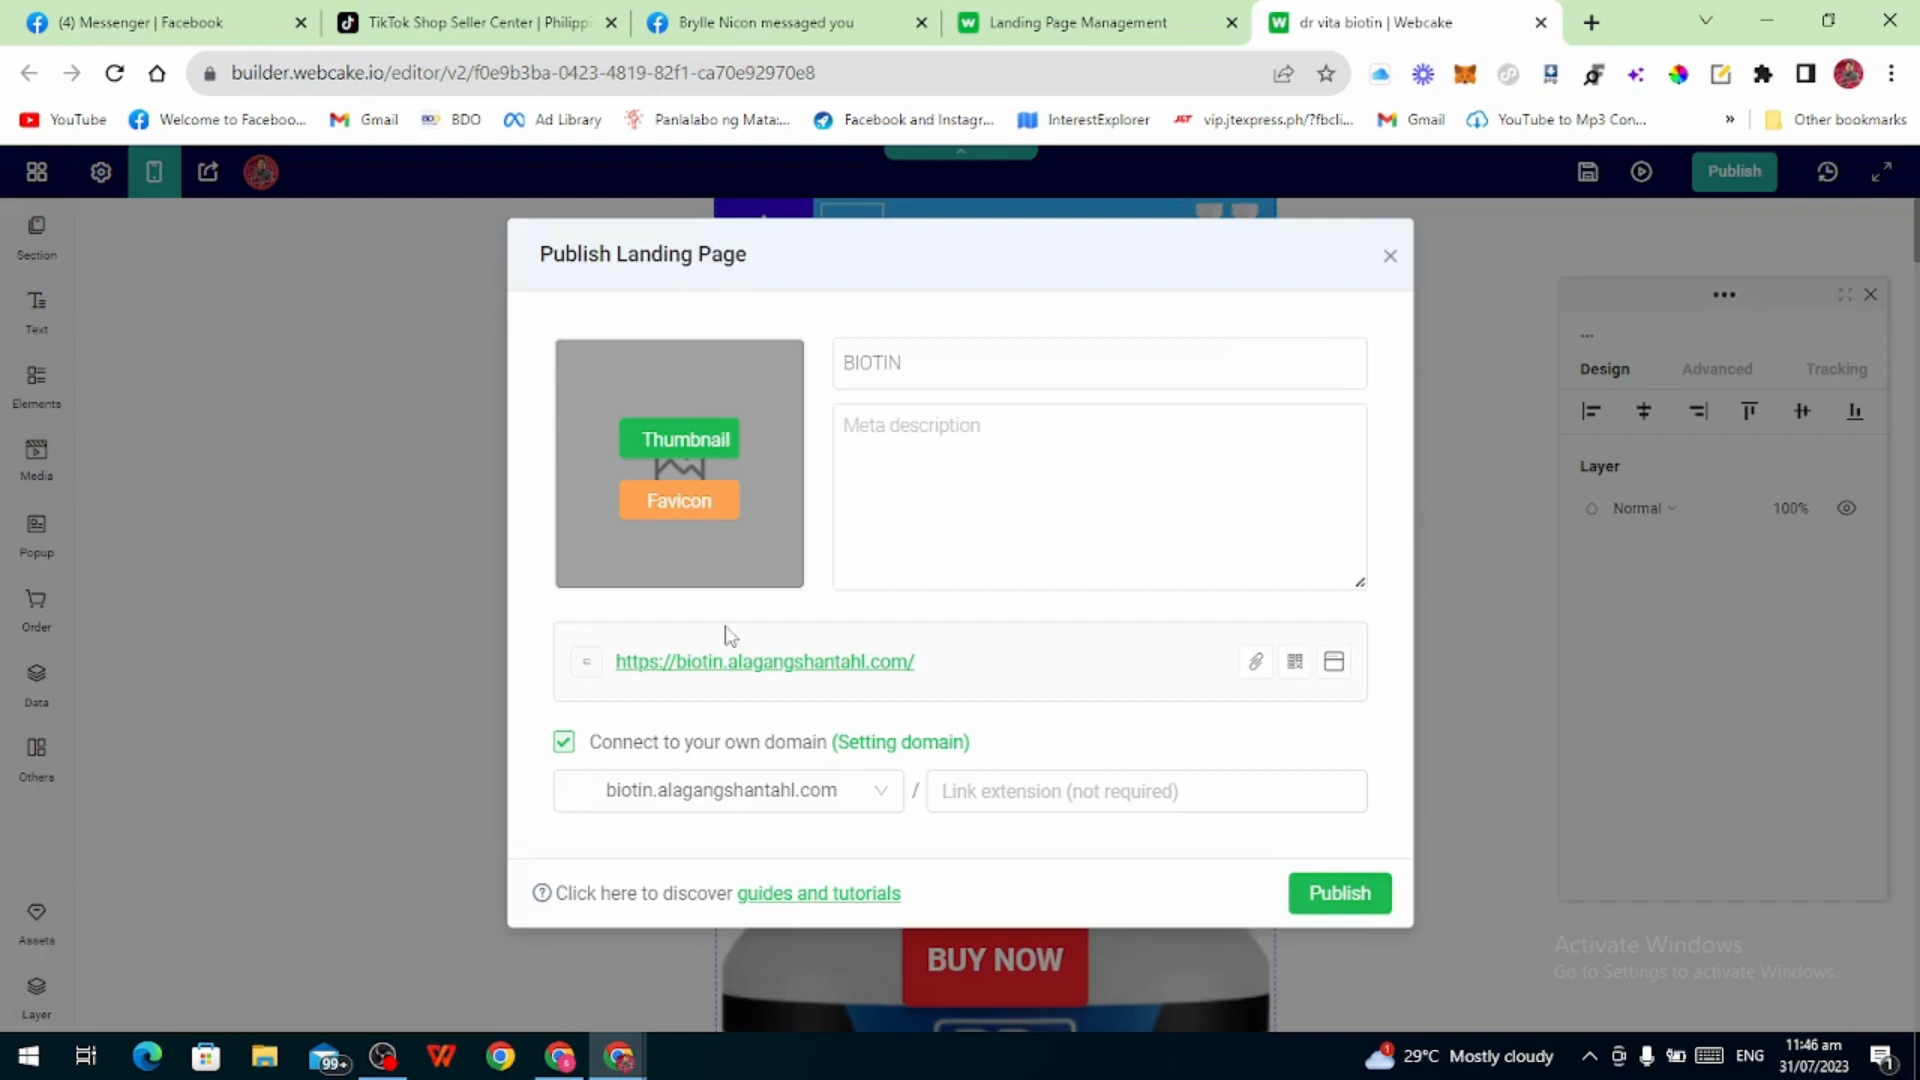 (4) Messenger | Facebook
TikTok Shop Seller Center | Philippi
Brylle Nicon messaged you
Landing Page Management
dr vita biotin | Webcake
builder.webcake.io/editor/v2/f0e9b3ba-0423-4819-82f1-ca70e92970e8
YouTube
Welcome to Faceboo...
Gmail
BDO
Ad Library
Panlalabo ng Mata:...
Facebook and Instagr...
InterestExplorer
vip.jtexpress.ph/?fbcli...
Gmail
YouTube to Mp3 Con...
»
Other bookmarks
Publish
Section
Text
Elements
Media
Popup
Order
Data
Others
Assets
Layer
Publish Landing Page
Thumbnail
Favicon
BIOTIN
Meta description
https://biotin.alagangshantahl.com/
Connect to your own domain (Setting domain)
biotin.alagangshantahl.com
/
Link extension (not required)
Click here to discover guides and tutorials
Publish
...
Design
Advanced
Tracking
Layer
Normal
100%
BUY NOW
Activate Windows
Go to Settings to activate Windows.
99+
29°C Mostly cloudy
ENG
11:46 am
31/07/2023
1